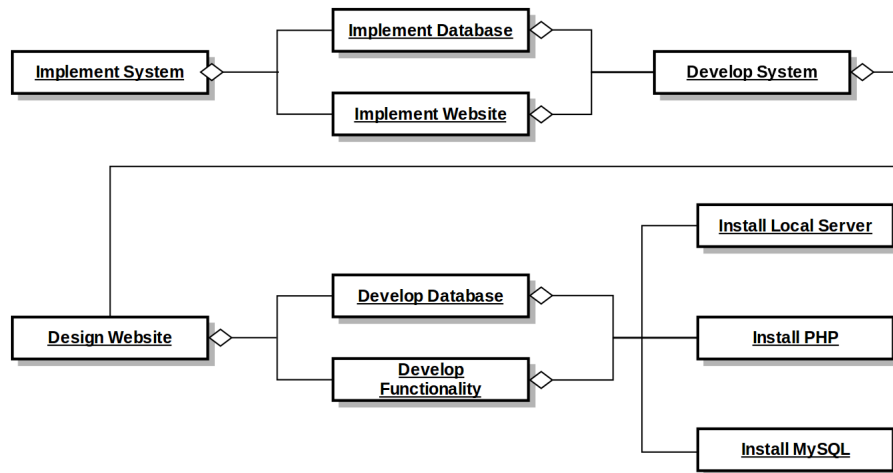 Implement System
Implement Database
Implement Website
Develop System
Install Local Server
Design Website
Develop Database
Develop
Functionality
Install PHP
Install MySQL